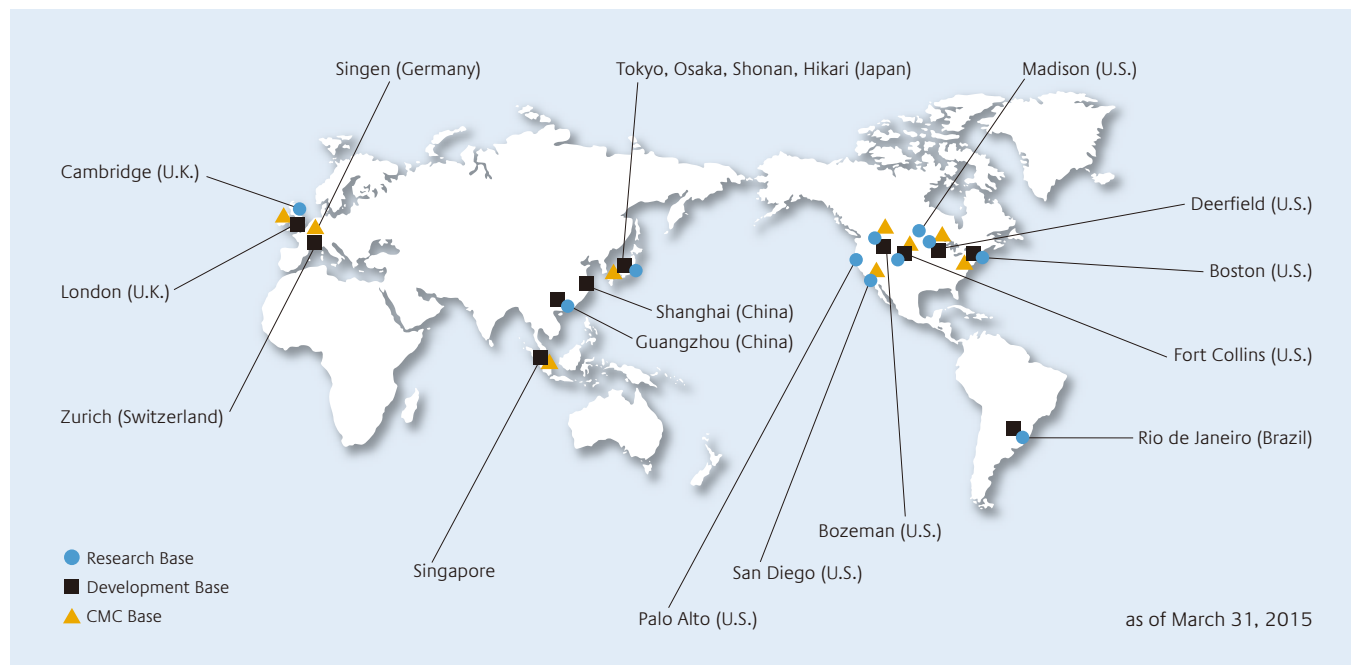 Singen (Germany)
Tokyo, Osaka, Shonan, Hikari (Japan)
Madison (U.S.)
Cambridge (U.K.)
Deerfield (U.S.)
London (U.K.)
Boston (U.S.)
Shanghai (China)
Guangzhou (China)
Fort Collins (U.S.)
Zurich (Switzerland)
Rio de Janeiro (Brazil)
Bozeman (U.S.)
Singapore
San Diego (U.S.)
Palo Alto (U.S.)
Research Base
Development Base
CMC Base
as of March 31, 2015